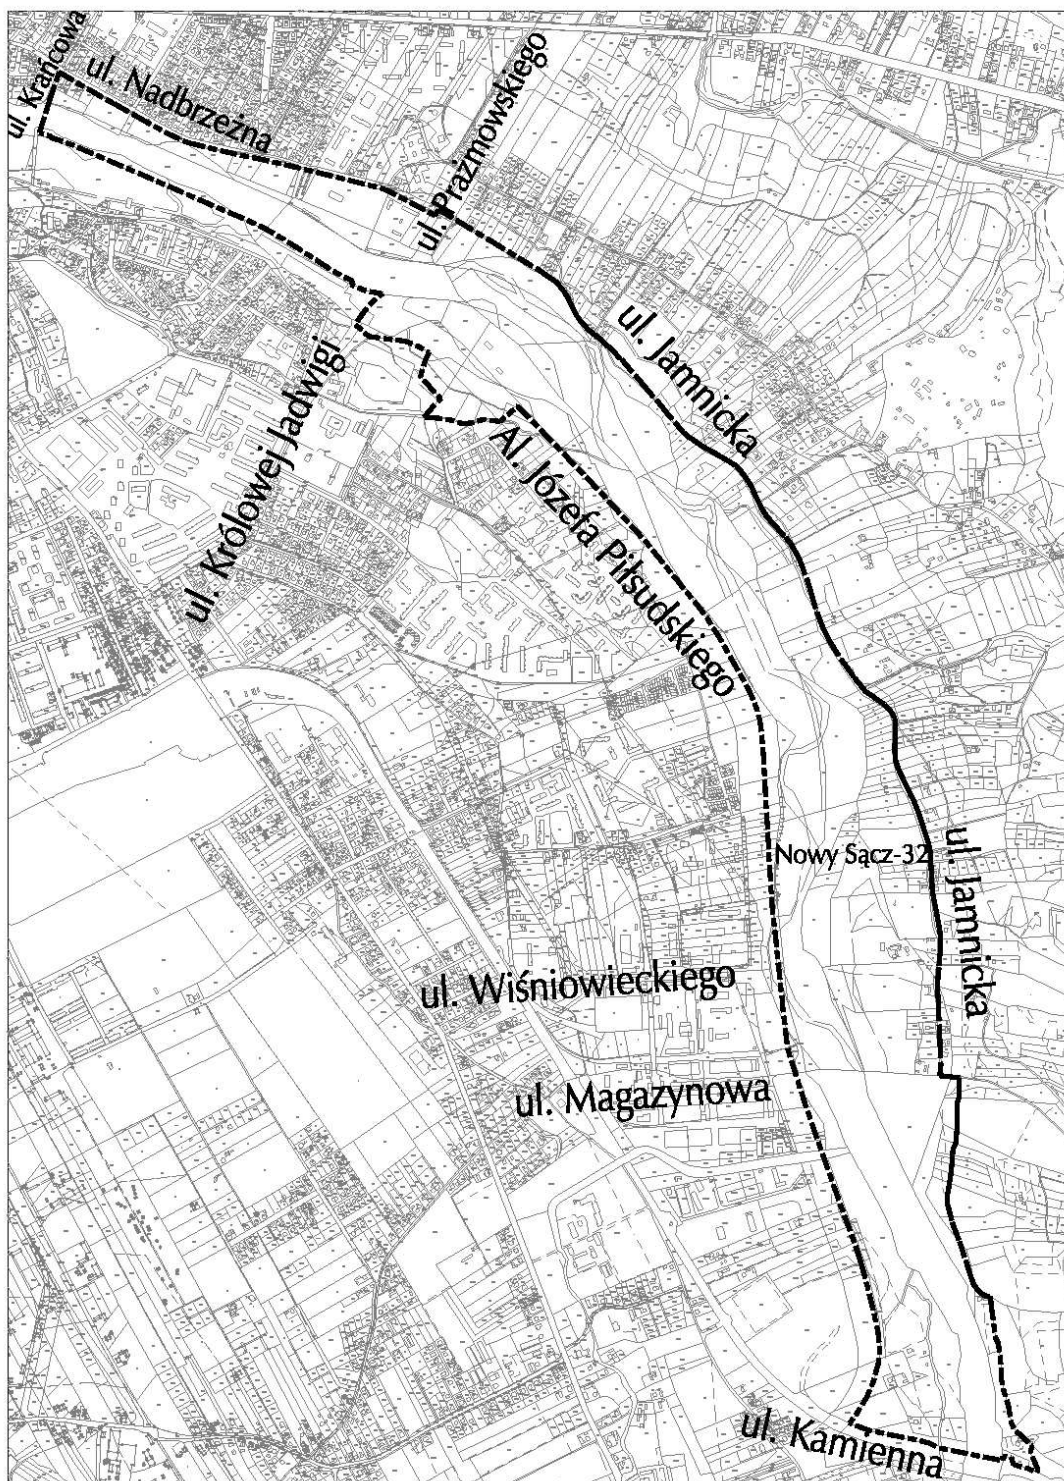 ul. Krańcowa
ul. Nadbrzeżna
ul. Prażmowskiego
ul. Jamnicka
ul. Królowej Jadwigi
Al. Józefa Piłsudskiego
Nowy Sącz-32
ul. Jamnicka
ul. Wiśniowieckiego
ul. Magazynowa
ul. Kamienna